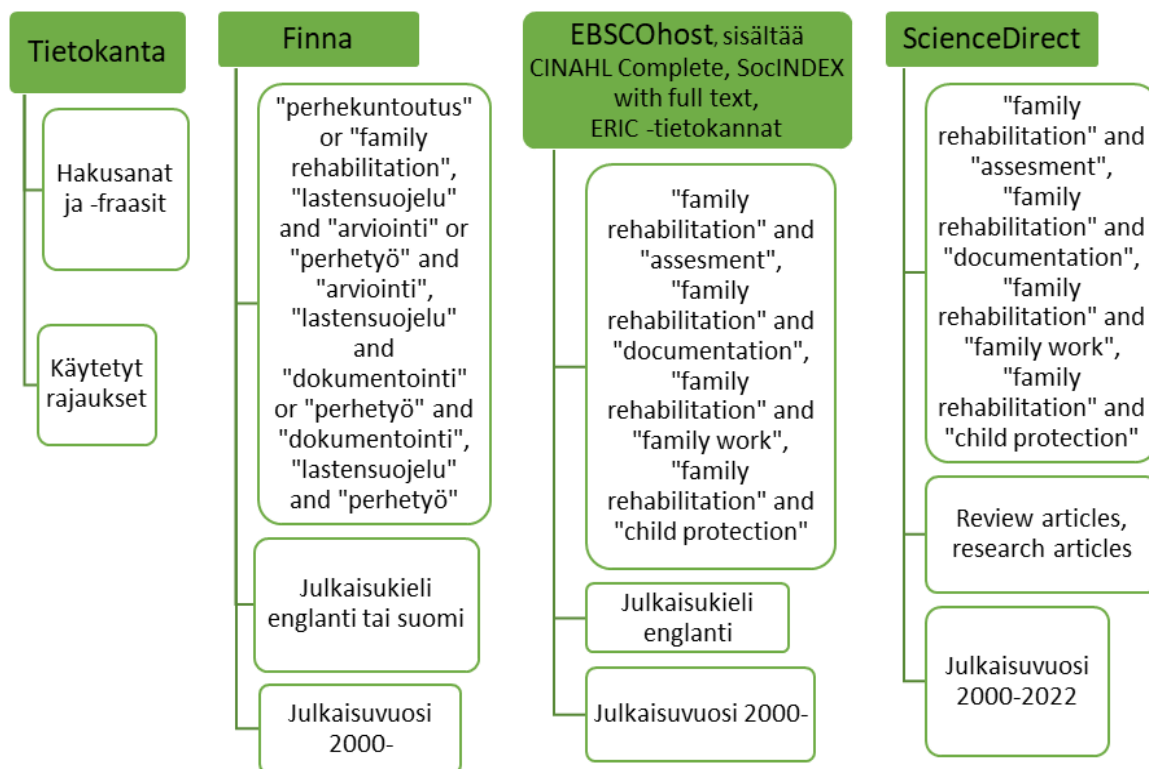 Tietokanta
Hakusanat
ja -fraasit
Käytetyt
rajaukset
Finna
"perhekuntoutus"
or "family
rehabilitation",
"lastensuojelu"
and "arviointi" or
"perhetyö" and
"arviointi",
"lastensuojelu"
and
"dokumentointi"
or "perhetyö" and
"dokumentointi",
"lastensuojelu"
and "perhetyö"
Julkaisukieli
englanti tai suomi
Julkaisuvuosi
2000-
EBSCOhost, sisältää
CINAHL Complete, SocINDEX
with full text,
ERIC -tietokannat
"family
rehabilitation" and
"assesment",
"family
rehabilitation" and
"documentation",
"family
rehabilitation" and
"family work",
"family
rehabilitation" and
"child protection"
Julkaisukieli
englanti
Julkaisuvuosi 2000-
ScienceDirect
"family
rehabilitation" and
"assesment",
"family
rehabilitation" and
"documentation",
"family
rehabilitation" and
"family work",
"family
rehabilitation" and
"child protection"
Review articles,
research articles
Julkaisuvuosi
2000-2022